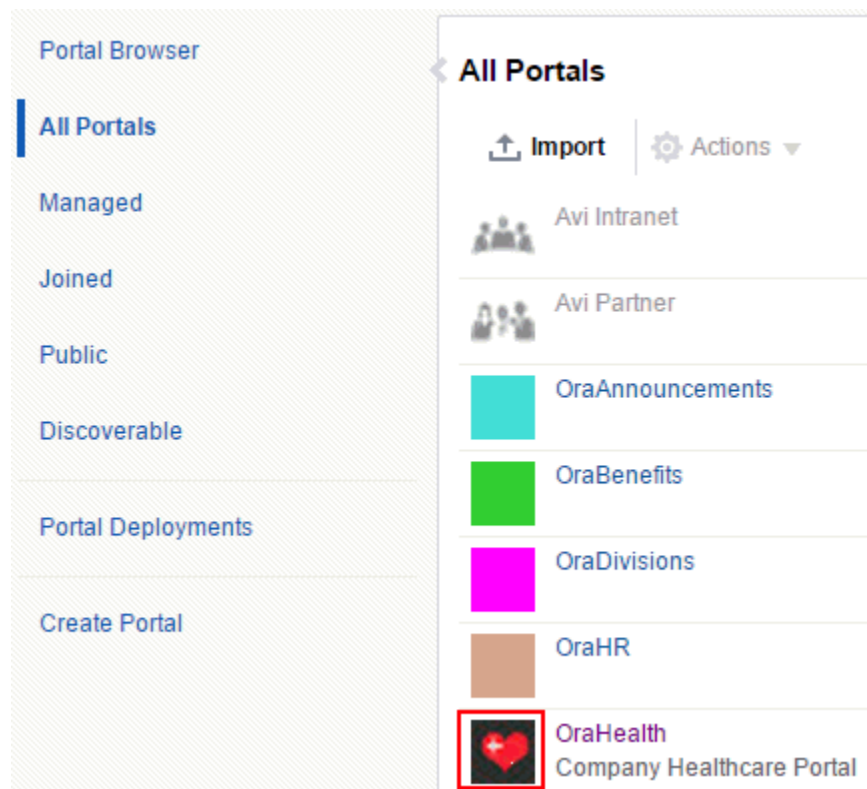 Portal Browser
All Portals
Managed
Joined
Public
Discoverable
Portal Deployments
Create Portal
All Portals
Import
Actions
Avi Intranet
Avi Partner
OraAnnouncements
OraBenefits
OraDivisions
OraHR
OraHealth
Company Healthcare Portal